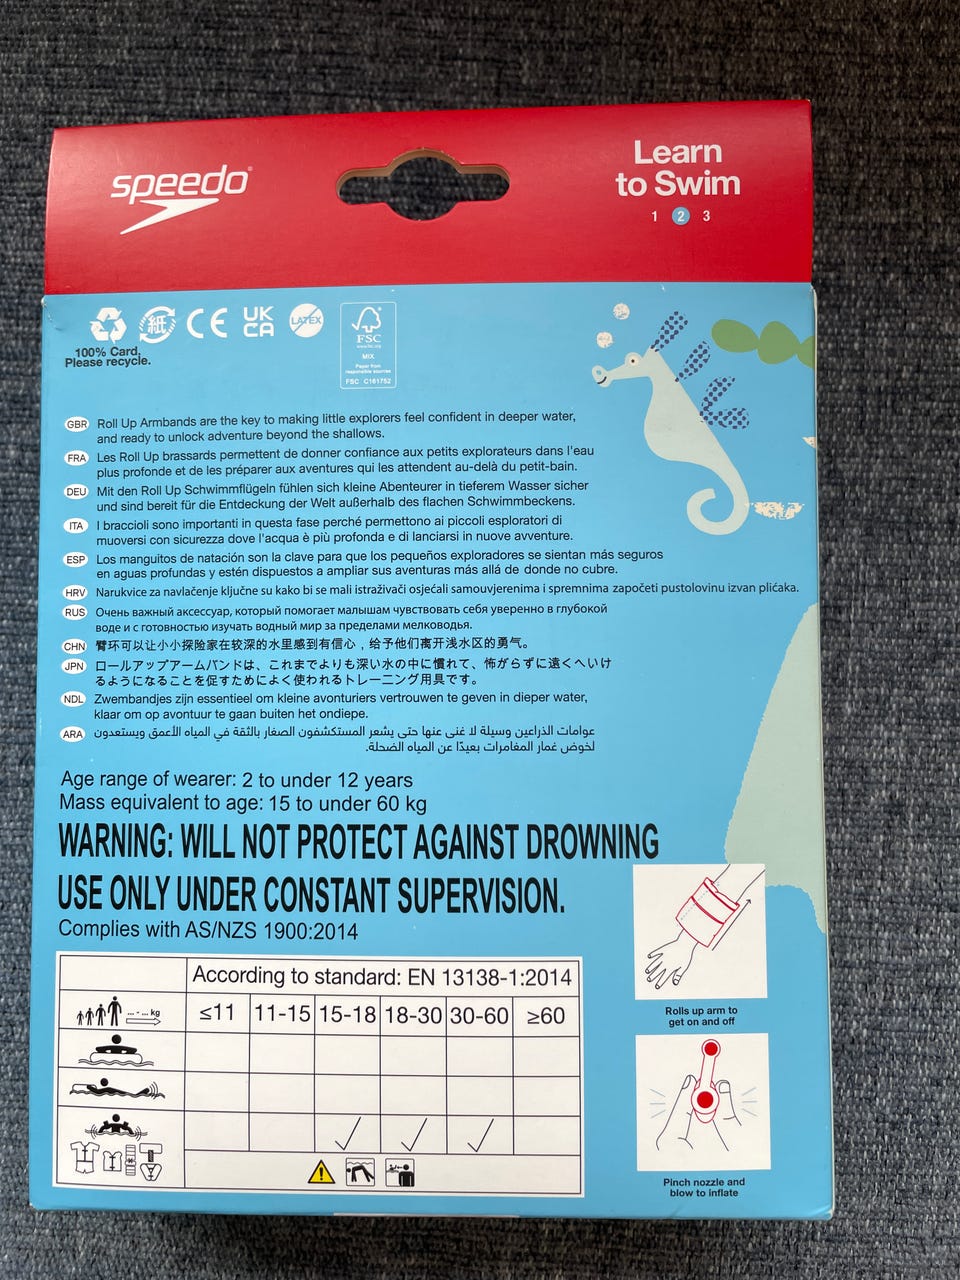 speedo
Learn
to Swim
1 2 3
紙
CE
UK
CA
LATEX
FSC
www.fsc.org
MIX
Paper from
responsible sources
FSC C161752
100% Card,
Please recycle.
GBR Roll Up Armbands are the key to making little explorers feel confident in deeper water,
and ready to unlock adventure beyond the shallows.
FRA Les Roll Up brassards permettent de donner confiance aux petits explorateurs dans l'eau
plus profonde et de les préparer aux aventures qui les attendent au-delà du petit-bain.
DEU Mit den Roll Up Schwimmflügeln fühlen sich kleine Abenteurer in tieferem Wasser sicher
und sind bereit für die Entdeckung der Welt außerhalb des flachen Schwimmbeckens.
ITA I braccioli sono importanti in questa fase perché permettono ai piccoli esploratori di
muoversi con sicurezza dove l'acqua è più profonda e di lanciarsi in nuove avventure.
ESP Los manguitos de natación son la clave para que los pequeños exploradores se sientan más seguros
en aguas profundas y estén dispuestos a ampliar sus aventuras más allá de donde no cubre.
HRV Narukvice za navlačenje ključne su kako bi se mali istraživači osjećali samouvjerenima i spremnima započeti pustolovinu izvan plićaka.
RUS Очень важный аксессуар, который помогает малышам чувствовать себя уверенно в глубокой
воде и с готовностью изучать водный мир за пределами мелководья.
CHN 臂环可以让小小探险家在较深的水里感到有信心，给予他们离开浅水区的勇气。
JPN ロールアップアームバンドは、これまでよりも深い水の中に慣れて、怖がらずに遠くへいけ
るようになることを促すためによく使われるトレーニング用具です。
NDL Zwembandjes zijn essentieel om kleine avonturiers vertrouwen te geven in dieper water,
klaar om op avontuur te gaan buiten het ondiepe.
ARA عوامات الذراعين وسيلة لا غنى عنها حتى يشعر المستكشفون الصغار بالثقة في المياه الأعمق ويستعدون
لخوض غمار المغامرات بعيدًا عن المياه الضحلة.
Age range of wearer: 2 to under 12 years
Mass equivalent to age: 15 to under 60 kg
WARNING: WILL NOT PROTECT AGAINST DROWNING
USE ONLY UNDER CONSTANT SUPERVISION.
Complies with AS/NZS 1900:2014
According to standard: EN 13138-1:2014
... - ... kg ≤11 11-15 15-18 18-30 30-60 ≥60
Rolls up arm to
get on and off
Pinch nozzle and
blow to inflate